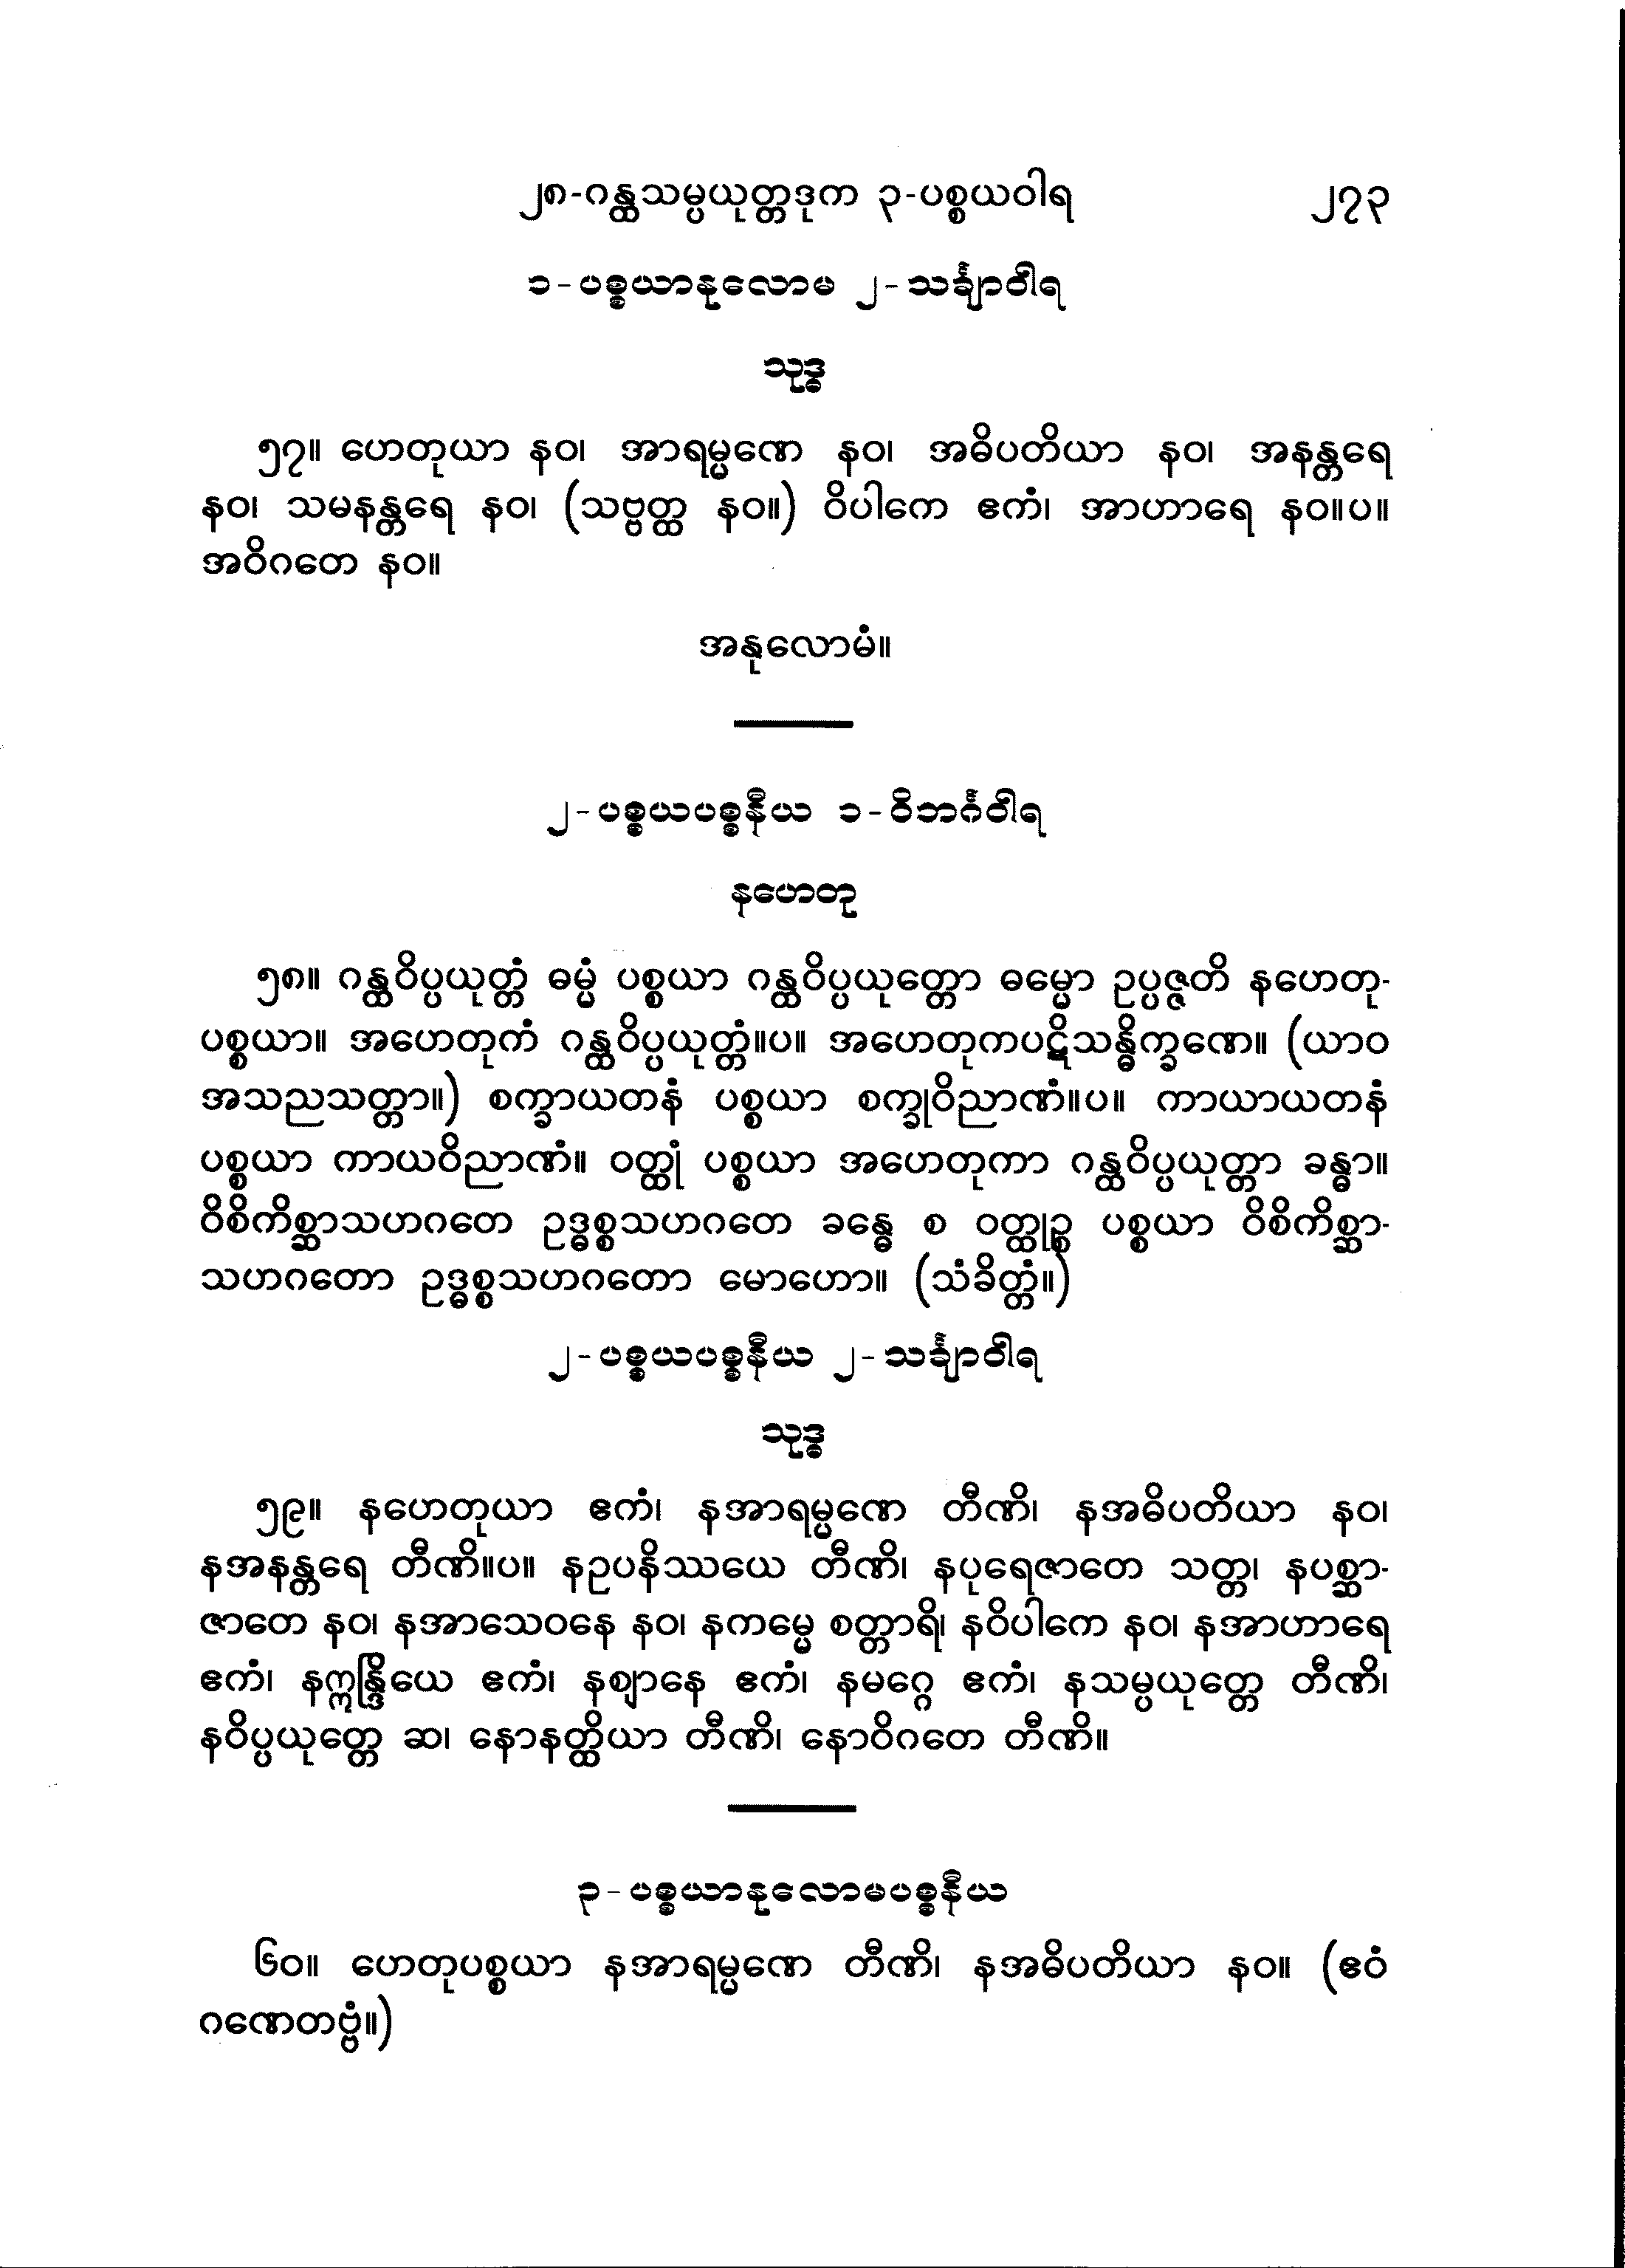 ၂၈-ဂန္ထသမ္ပယုတ္တဒုက ၃-ပစ္စယဝါရ ၂၇၃
၁-ပစ္စယာနုလောမ ၂-သင်္ချာဝါရ
သုဒ္ဓ
၅၇။ ဟေတုယာ နဝ၊ အာရမ္မဏေ နဝ၊ အဓိပတိယာ နဝ၊ အနန္တရေ
နဝ၊ သမနန္တရေ နဝ၊ (သဗ္ဗတ္ထ နဝ။) ဝိပါကေ ဧကံ၊ အာဟာရေ နဝ။ပ။
အဝိဂတေ နဝ။
အနုလောမံ။
၂-ပစ္စယပစ္စနီယ ၁-ဝိဘင်္ဂဝါရ
နဟေတု
၅၈။ ဂန္ထဝိပ္ပယုတ္တံ ဓမ္မံ ပစ္စယာ ဂန္ထဝိပ္ပယုတ္တော ဓမ္မော ဥပ္ပဇ္ဇတိ နဟေတု-
ပစ္စယာ။ အဟေတုကံ ဂန္ထဝိပ္ပယုတ္တံ။ပ။ အဟေတုကပဋိသန္ဓိက္ခဏေ။ (ယာဝ
အသညသတ္တာ။) စက္ခာယတနံ ပစ္စယာ စက္ခုဝိညာဏံ။ပ။ ကာယာယတနံ
ပစ္စယာ ကာယဝိညာဏံ။ ဝတ္ထုံ ပစ္စယာ အဟေတုကာ ဂန္ထဝိပ္ပယုတ္တာ ခန္ဓာ။
ဝိစိကိစ္ဆာသဟဂတေ ဥဒ္ဓစ္စသဟဂတေ ခန္ဓေ စ ဝတ္ထုဉ္စ ပစ္စယာ ဝိစိကိစ္ဆာ-
သဟဂတော ဥဒ္ဓစ္စသဟဂတော မောဟော။ (သံခိတ္တံ။)
၂-ပစ္စယပစ္စနီယ ၂-သင်္ချာဝါရ
သုဒ္ဓ
၅၉။ နဟေတုယာ ဧကံ၊ နအာရမ္မဏေ တီဏိ၊ နအဓိပတိယာ နဝ၊
နအနန္တရေ တီဏိ။ပ။ နဥပနိဿယေ တီဏိ၊ နပုရေဇာတေ သတ္တ၊ နပစ္ဆာ-
ဇာတေ နဝ၊ နအာသေဝနေ နဝ၊ နကမ္မေ စတ္တာရိ၊ နဝိပါကေ နဝ၊ နအာဟာရေ
ဧကံ၊ နဣန္ဒြိယေ ဧကံ၊ နဈာနေ ဧကံ၊ နမဂ္ဂေ ဧကံ၊ နသမ္ပယုတ္တေ တီဏိ၊
နဝိပ္ပယုတ္တေ ဆ၊ နောနတ္ထိယာ တီဏိ၊ နောဝိဂတေ တီဏိ။
၃-ပစ္စယာနုလောမပစ္စနီယ
၆၀။ ဟေတုပစ္စယာ နအာရမ္မဏေ တီဏိ၊ နအဓိပတိယာ နဝ။ (ဧဝံ
ဂဏေတဗ္ဗံ။)